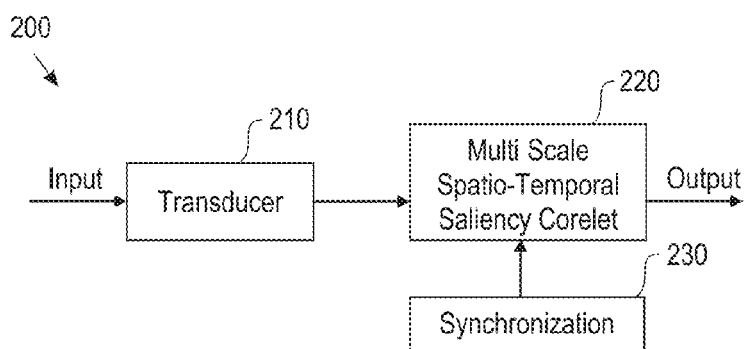 200
210
220
Input
Transducer
Multi Scale
Spatio-Temporal
Saliency Corelet
Output
230
Synchronization